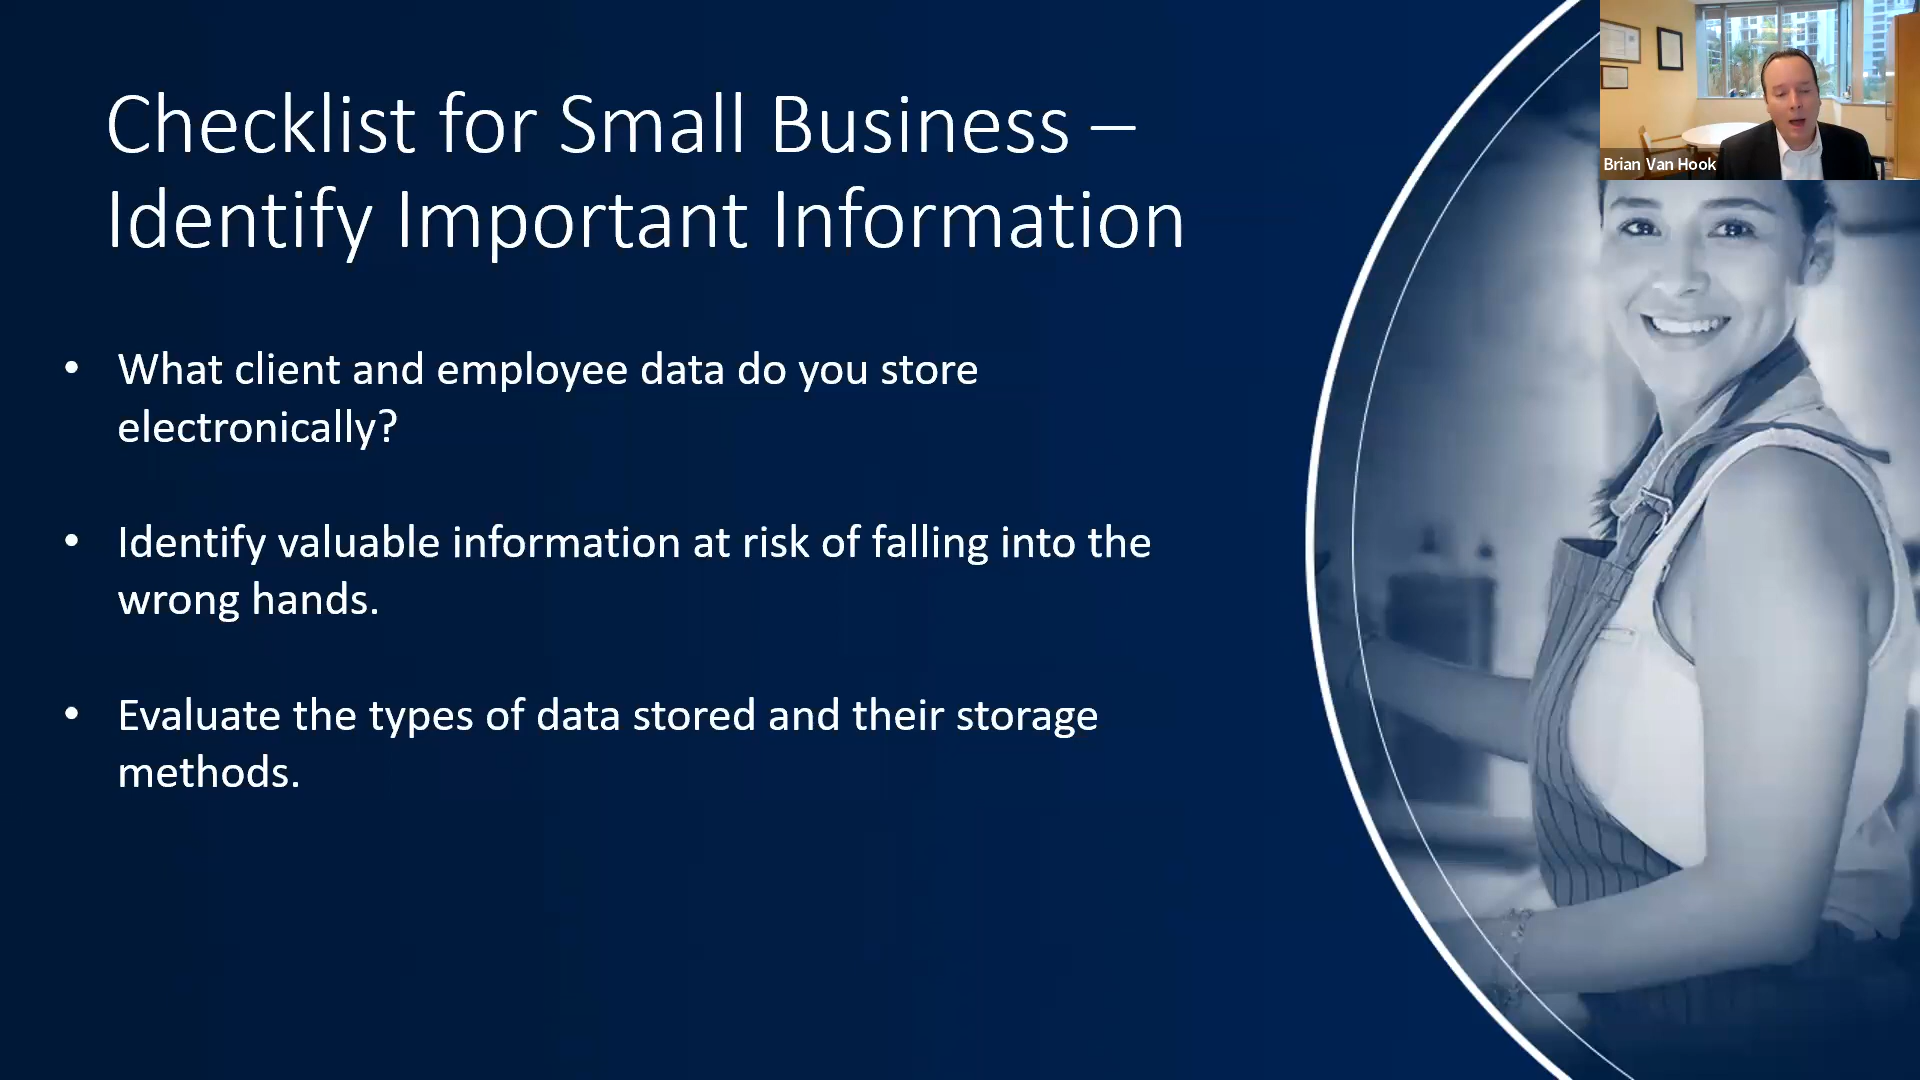 Checklist for Small Business –
Identify Important Information
• What client and employee data do you store
electronically?
• Identify valuable information at risk of falling into the
wrong hands.
• Evaluate the types of data stored and their storage
methods.
Brian Van Hook